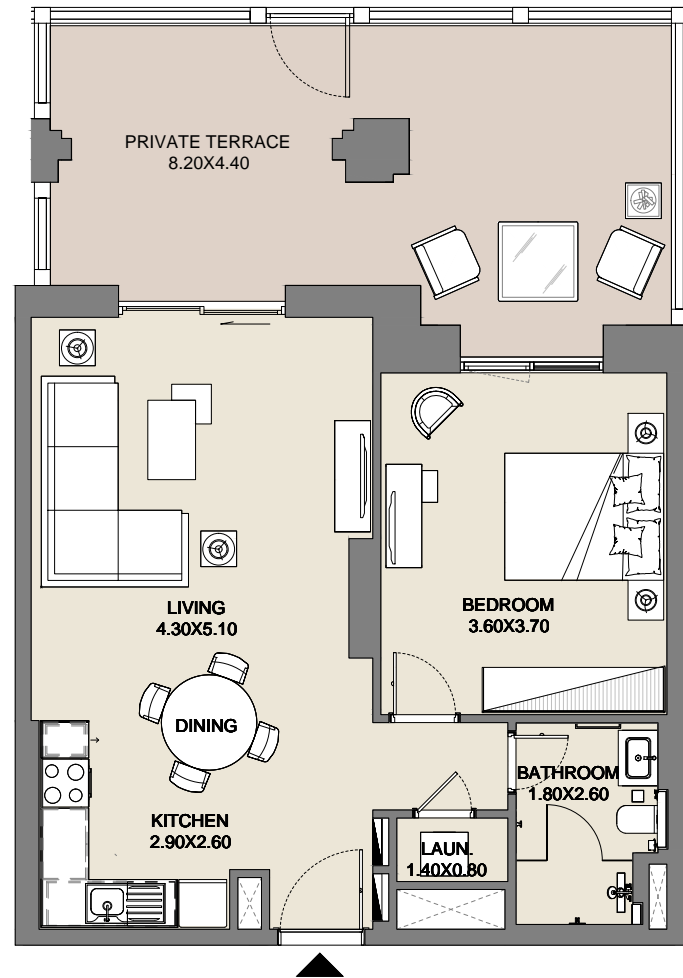 PRIVATE TERRACE
8.20X4.40
LIVING
4.30X5.10
BEDROOM
3.60X3.70
DINING
KITCHEN
2.90X2.60
BATHROOM
1.80X2.60
LAUN.
1.40X0.80